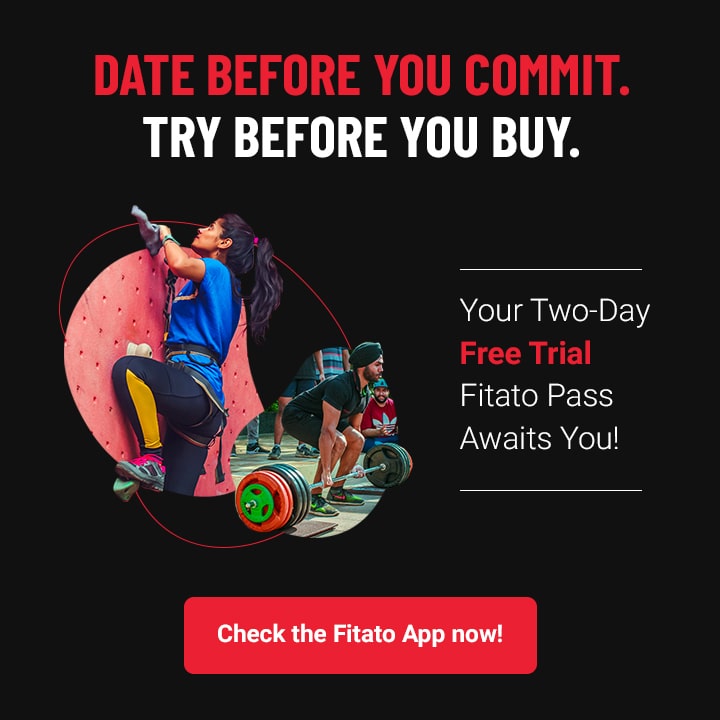 DATE BEFORE YOU COMMIT.
TRY BEFORE YOU BUY.
Your Two-Day
Free Trial
Fitato Pass
Awaits You!
Check the Fitato App now!